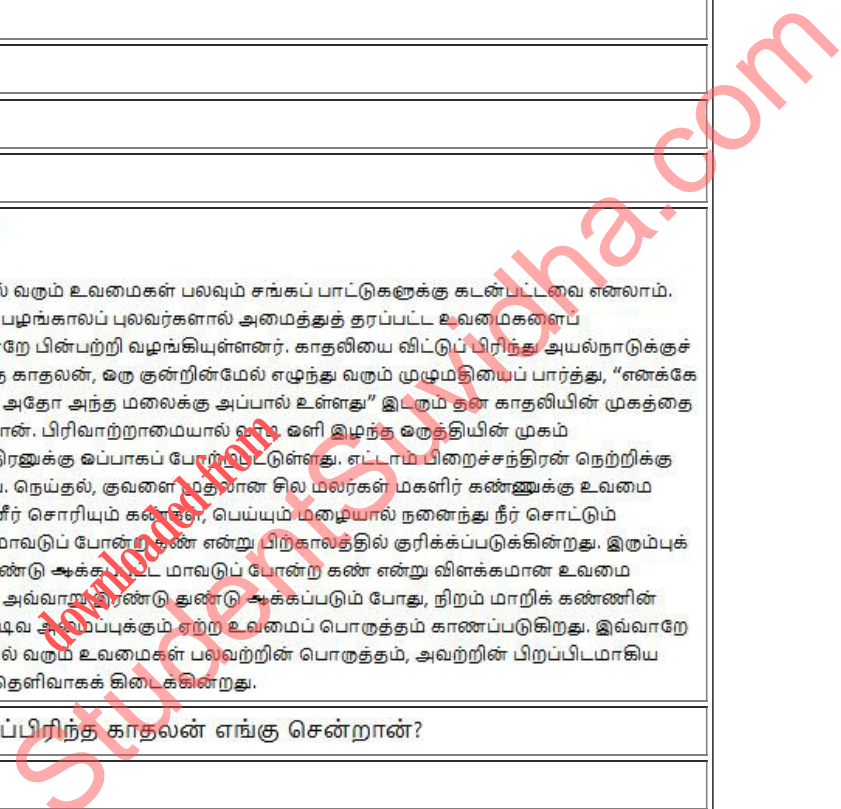 ல் வரும் உவமைகள் பலவும் சங்கப் பாட்டுகளுக்கு கடன்பட்டவை எனலாம்.
பழங்காலப் புலவர்களால் அமைத்துத் தரப்பட்ட உவமைகளைப்
றே பின்பற்றி வழங்கியுள்ளனர். காதலியை விட்டுப் பிரிந்து அயல்நாடுக்குச்
த காதலன், ஒரு குன்றின்மேல் எழுந்து வரும் முழுமதியைப் பார்த்து, “எனக்கே
அதோ அந்த மலைக்கு அப்பால் உள்ளது” இடரும் தன் காதலியின் முகத்தை
ான். பிரிவாற்றாமையால் வாடி ஒளி இழந்த ஒருத்தியின் முகம்
திரனுக்கு ஒப்பாகப் போற்றபட்டுள்ளது. எட்டாம் பிறைச்சந்திரன் நெற்றிக்கு
. நெய்தல், குவளை முதலான சில மலர்கள் மகளிர் கண்ணுக்கு உவமை
ணீர் சொரியும் கண்கள், பெய்யும் மழையால் நனைந்து நீர் சொட்டும்
மாவடுப் போன்ற கண் என்று பிற்காலத்தில் குரிக்கப்படுக்கின்றது. இரும்புக்
ண்டு ஆக்கப்பட்ட மாவடுப் போன்ற கண் என்று விளக்கமான உவமை
அவ்வாறு இரண்டு துண்டு ஆக்கப்படும் போது, நிறம் மாறிக் கண்ணின்
டிவ அமைப்புக்கும் ஏற்ற உவமைப் பொருத்தம் காணப்படுகிறது. இவ்வாறே
ல் வரும் உவமைகள் பலவற்றின் பொருத்தம், அவற்றின் பிறப்பிடமாகிய
தெளிவாகக் கிடைக்கின்றது.
ப்பிரிந்த காதலன் எங்கு சென்றான்?
downloaded from
StudentSuvidha.com